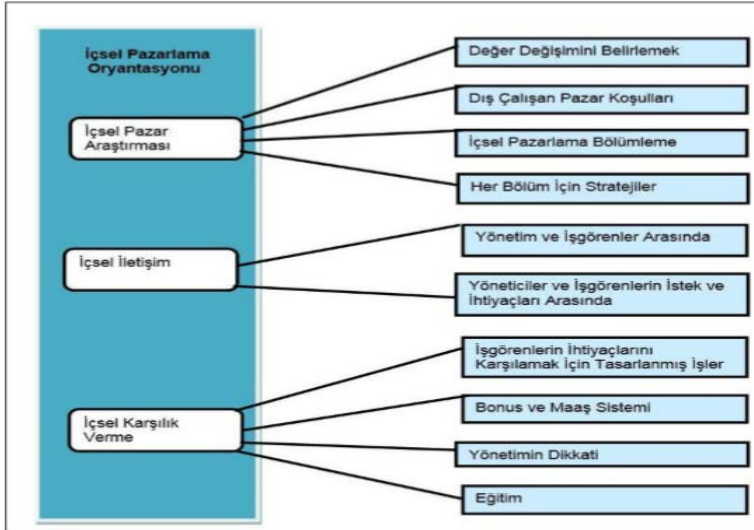 İçsel Pazarlama
Oryantasyonu
İçsel Pazar
Araştırması
Değer Değişimini Belirlemek
Dış Çalışan Pazar Koşulları
İçsel Pazarlama Bölümleme
Her Bölüm İçin Stratejiler
İçsel İletişim
Yönetim ve İşgörenler Arasında
Yöneticiler ve İşgörenlerin İstek ve
İhtiyaçları Arasında
İçsel Karşılık
Verme
İşgörenlerin İhtiyaçlarını
Karşılamak İçin Tasarlanmış İşler
Bonus ve Maaş Sistemi
Yönetimin Dikkati
Eğitim